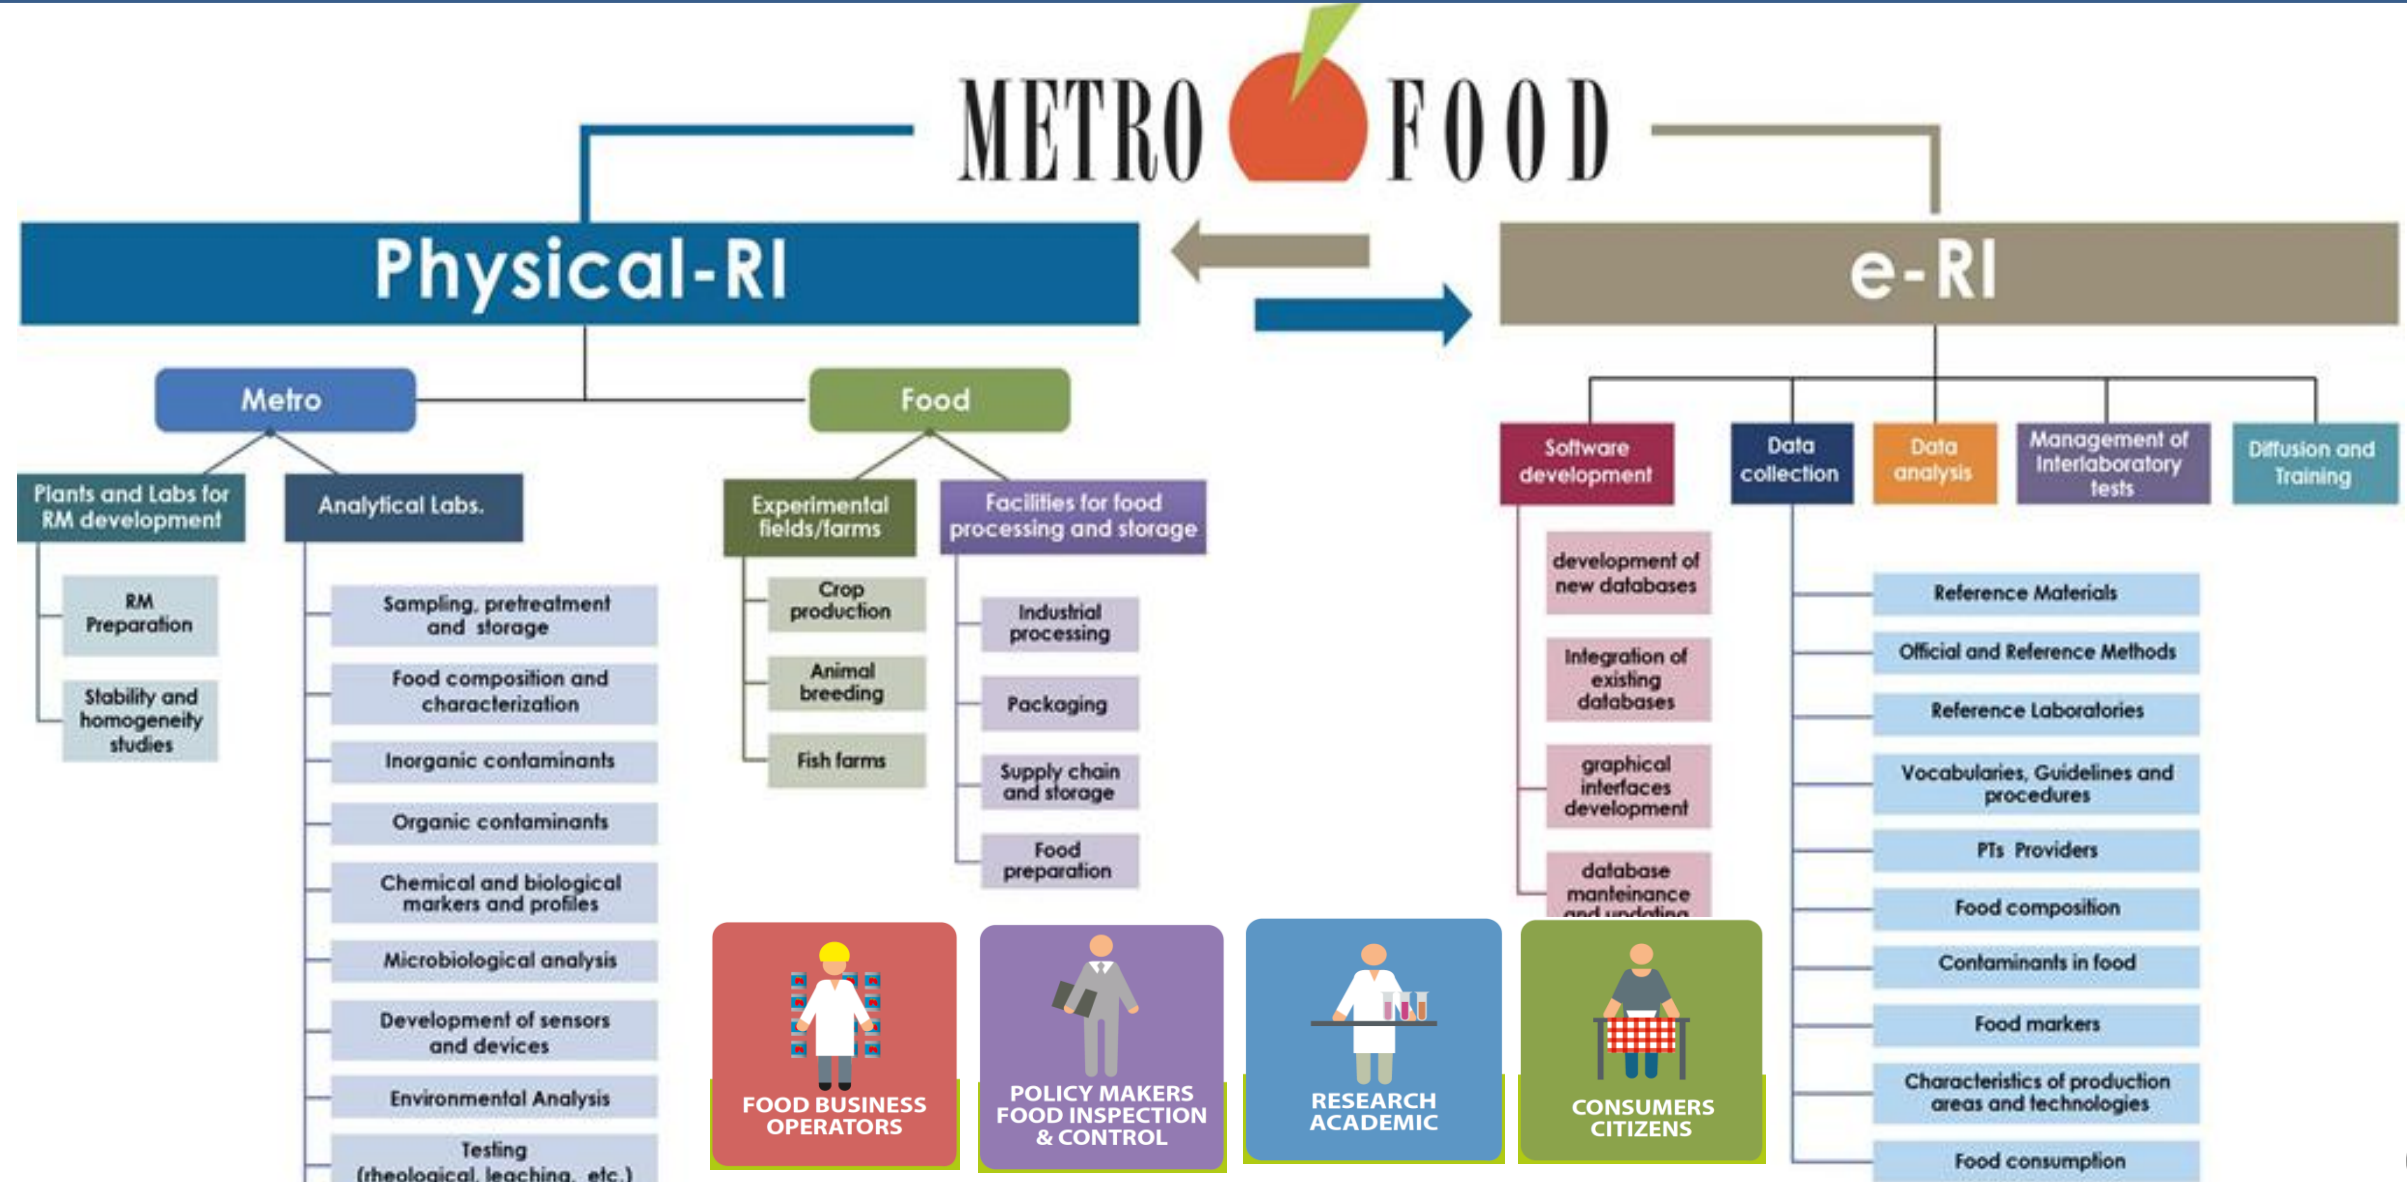 METRO FOOD
Physical-RI
e-RI
Metro
Food
Plants and Labs for
RM development
RM
Preparation
Stability and
homogeneity
studies
Analytical Labs.
Sampling, pretreatment
and storage
Food composition and
characterization
Inorganic contaminants
Organic contaminants
Chemical and biological
markers and profiles
Microbiological analysis
Development of sensors
and devices
Environmental Analysis
Testing
(rheological, leaching, etc.)
Experimental
fields/farms
Crop
production
Animal
breeding
Fish farms
Facilities for food
processing and storage
Industrial
processing
Packaging
Supply chain
and storage
Food
preparation
Software
development
development of
new databases
Integration of
existing
databases
graphical
interfaces
development
database
manteinance
and updating
Data
collection
Reference Materials
Official and Reference Methods
Reference Laboratories
Vocabularies, Guidelines and
procedures
PTs Providers
Food composition
Contaminants in food
Food markers
Characteristics of production
areas and technologies
Food consumption
Data
analysis
Management of
Interlaboratory
tests
Diffusion and
Training
FOOD BUSINESS
OPERATORS
POLICY MAKERS
FOOD INSPECTION
& CONTROL
RESEARCH
ACADEMIC
CONSUMERS
CITIZENS